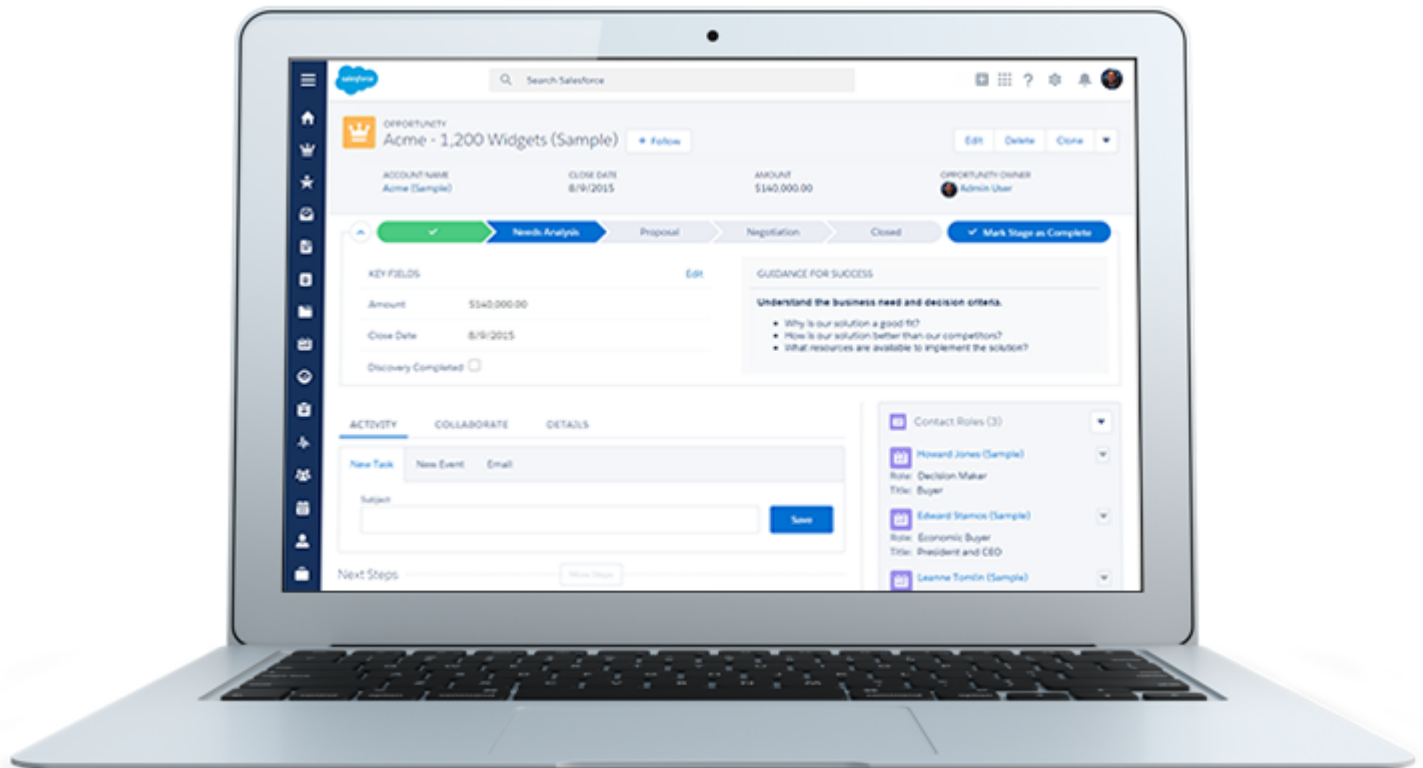 salesforce
Search Salesforce
OPPORTUNITY
Acme - 1,200 Widgets (Sample)
+ Follow
Edit
Delete
Clone
ACCOUNT NAME
CLOSE DATE
AMOUNT
OPPORTUNITY OWNER
Acme (Sample)
8/9/2015
$140,000.00
Admin User
Needs Analysis
Proposal
Negotiation
Closed
Mark Stage as Complete
KEY FIELDS
Edit
Amount
$140,000.00
Close Date
8/9/2015
Discovery Completed
GUIDANCE FOR SUCCESS
Understand the business need and decision criteria.
• Why is our solution a good fit?
• How is our solution better than our competitors?
• What resources are available to implement the solution?
ACTIVITY
COLLABORATE
DETAILS
New Task
New Event
Email
Subject
Save
Next Steps
More Steps
Contact Roles (3)
Howard Jones (Sample)
Role: Decision Maker
Title: Buyer
Edward Stamos (Sample)
Role: Economic Buyer
Title: President and CEO
Leanne Tomlin (Sample)